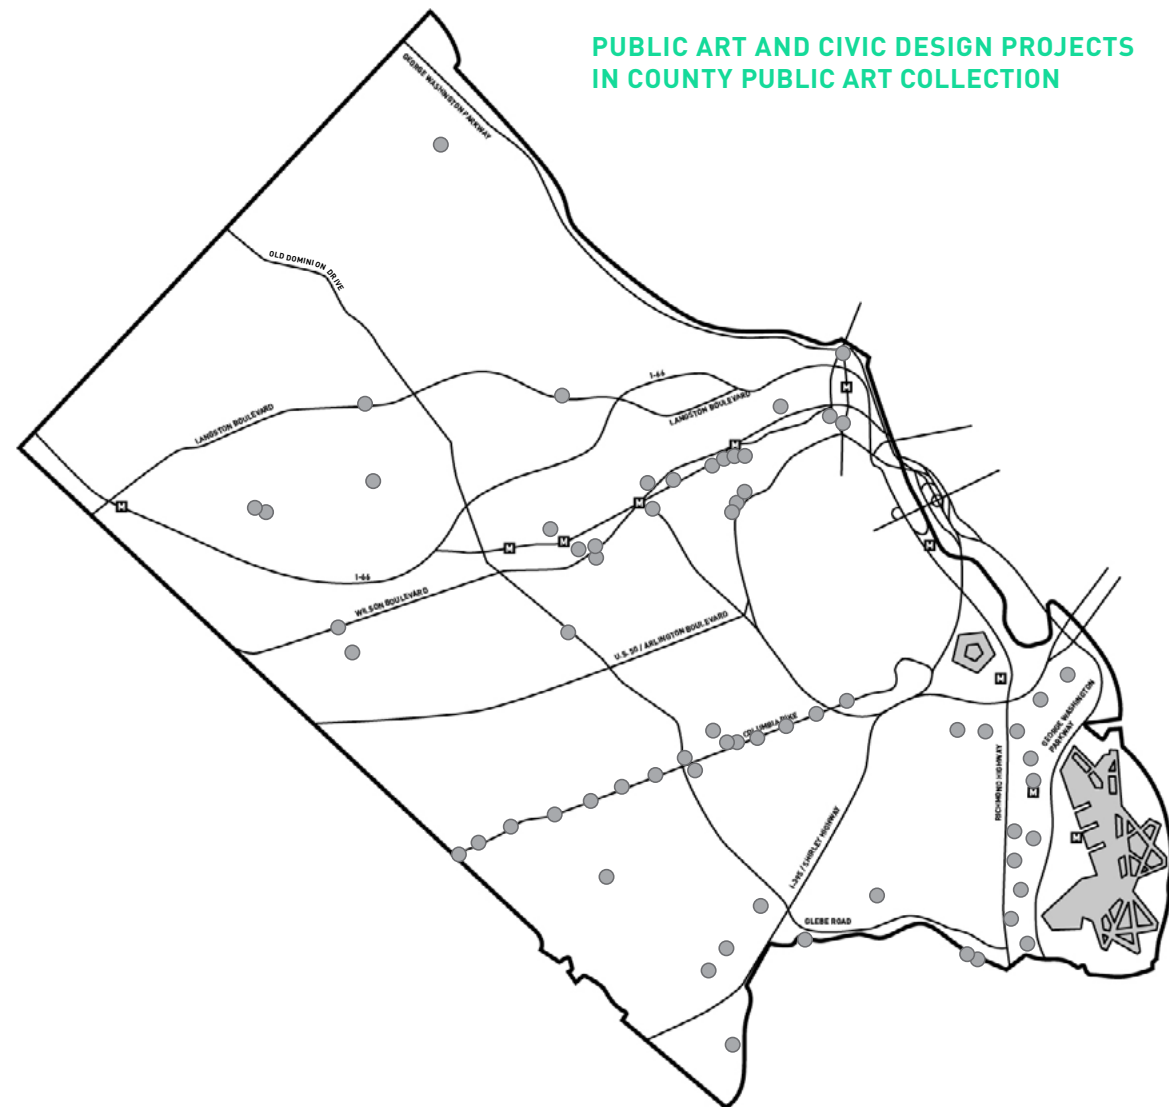 PUBLIC ART AND CIVIC DESIGN PROJECTS
IN COUNTY PUBLIC ART COLLECTION
GEORGE WASHINGTON PARKWAY
OLD DOMINION DRIVE
I-66
LANGSTON BOULEVARD
LANGSTON BOULEVARD
M
M
M
M
M
M
M
I-66
WILSON BOULEVARD
U.S. 50 / ARLINGTON BOULEVARD
M
COLUMBIA PIKE
GEORGE WASHINGTON
PARKWAY
RICHMOND HIGHWAY
M
M
I-395 / SHIRLEY HIGHWAY
GLEBE ROAD